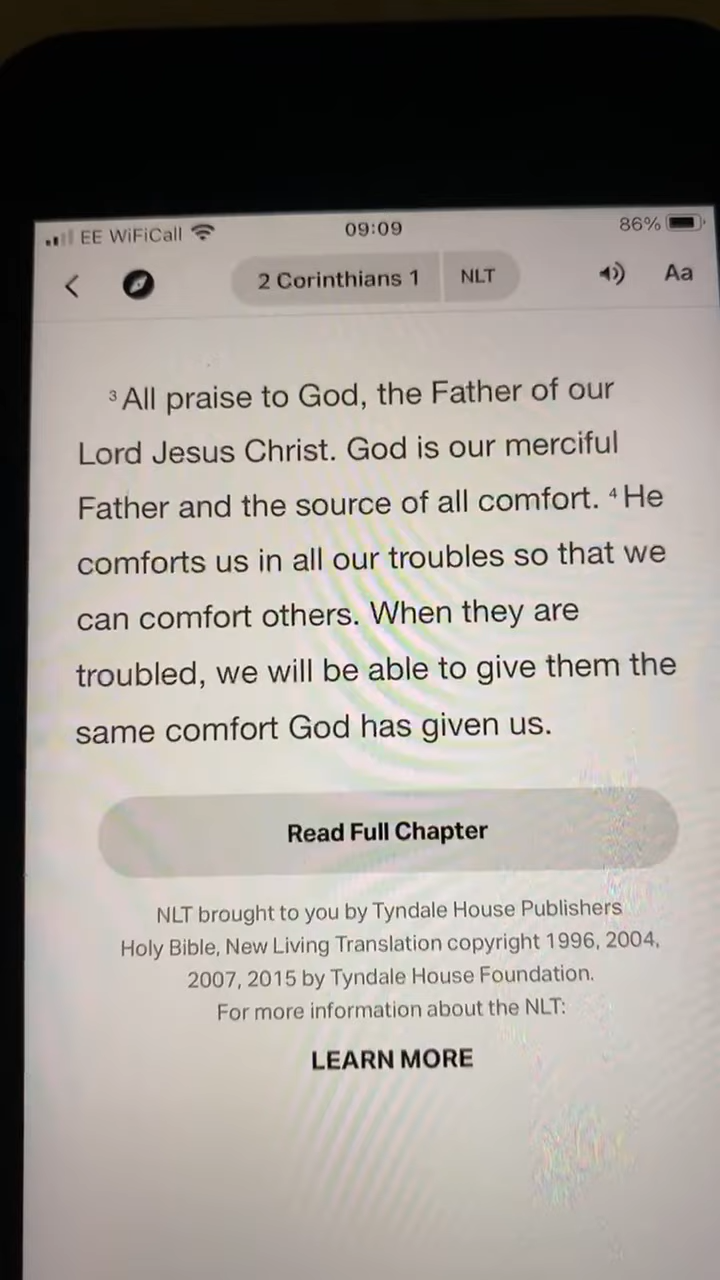 EE WiFiCall 09:09 86%
2 Corinthians 1 NLT Aa
3 All praise to God, the Father of our
Lord Jesus Christ. God is our merciful
Father and the source of all comfort. 4 He
comforts us in all our troubles so that we
can comfort others. When they are
troubled, we will be able to give them the
same comfort God has given us.
Read Full Chapter
NLT brought to you by Tyndale House Publishers
Holy Bible, New Living Translation copyright 1996, 2004,
2007, 2015 by Tyndale House Foundation.
For more information about the NLT:
LEARN MORE